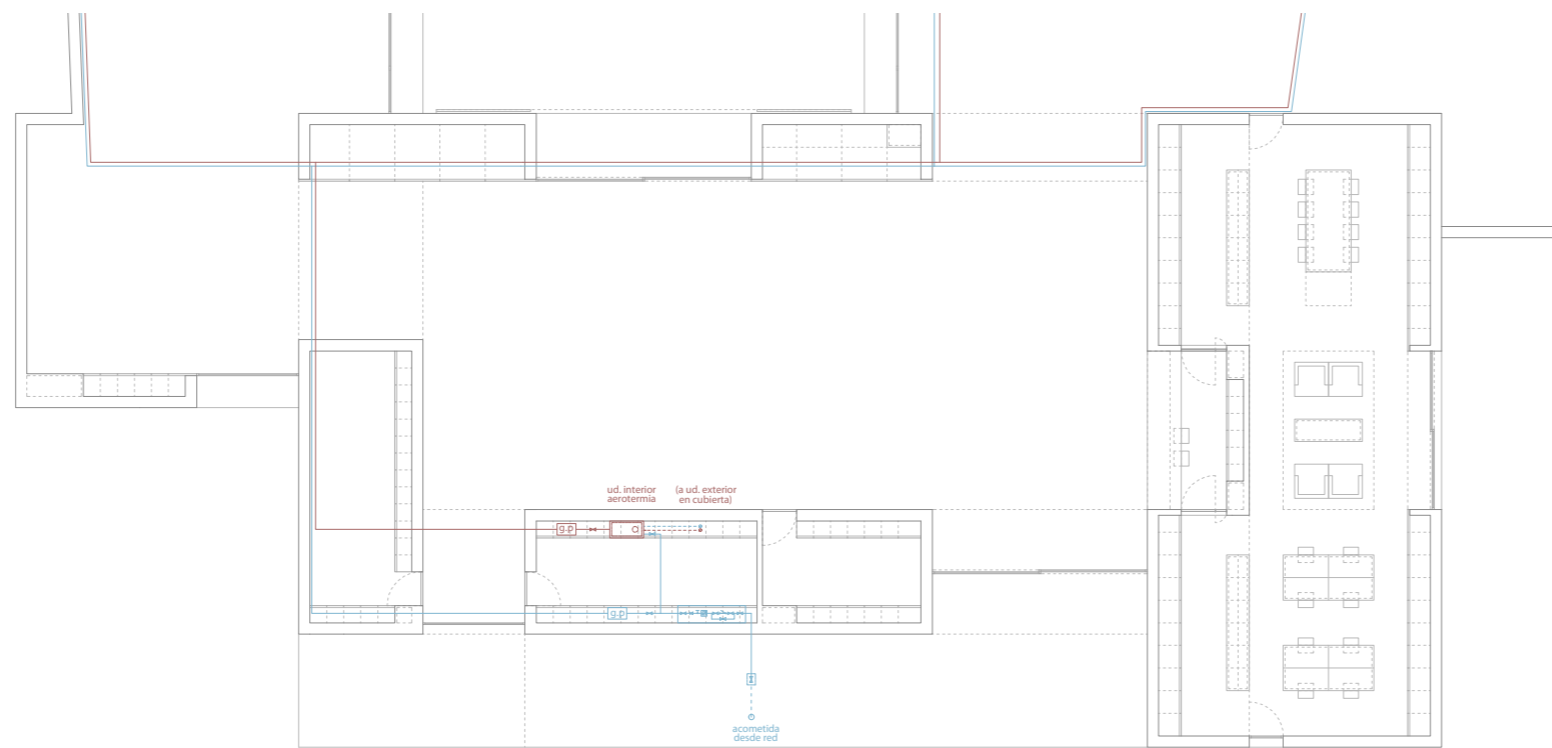 ud. interior
aerotermia
(a ud. exterior
en cubierta)
g.p
a
g.p
acometida
desde red